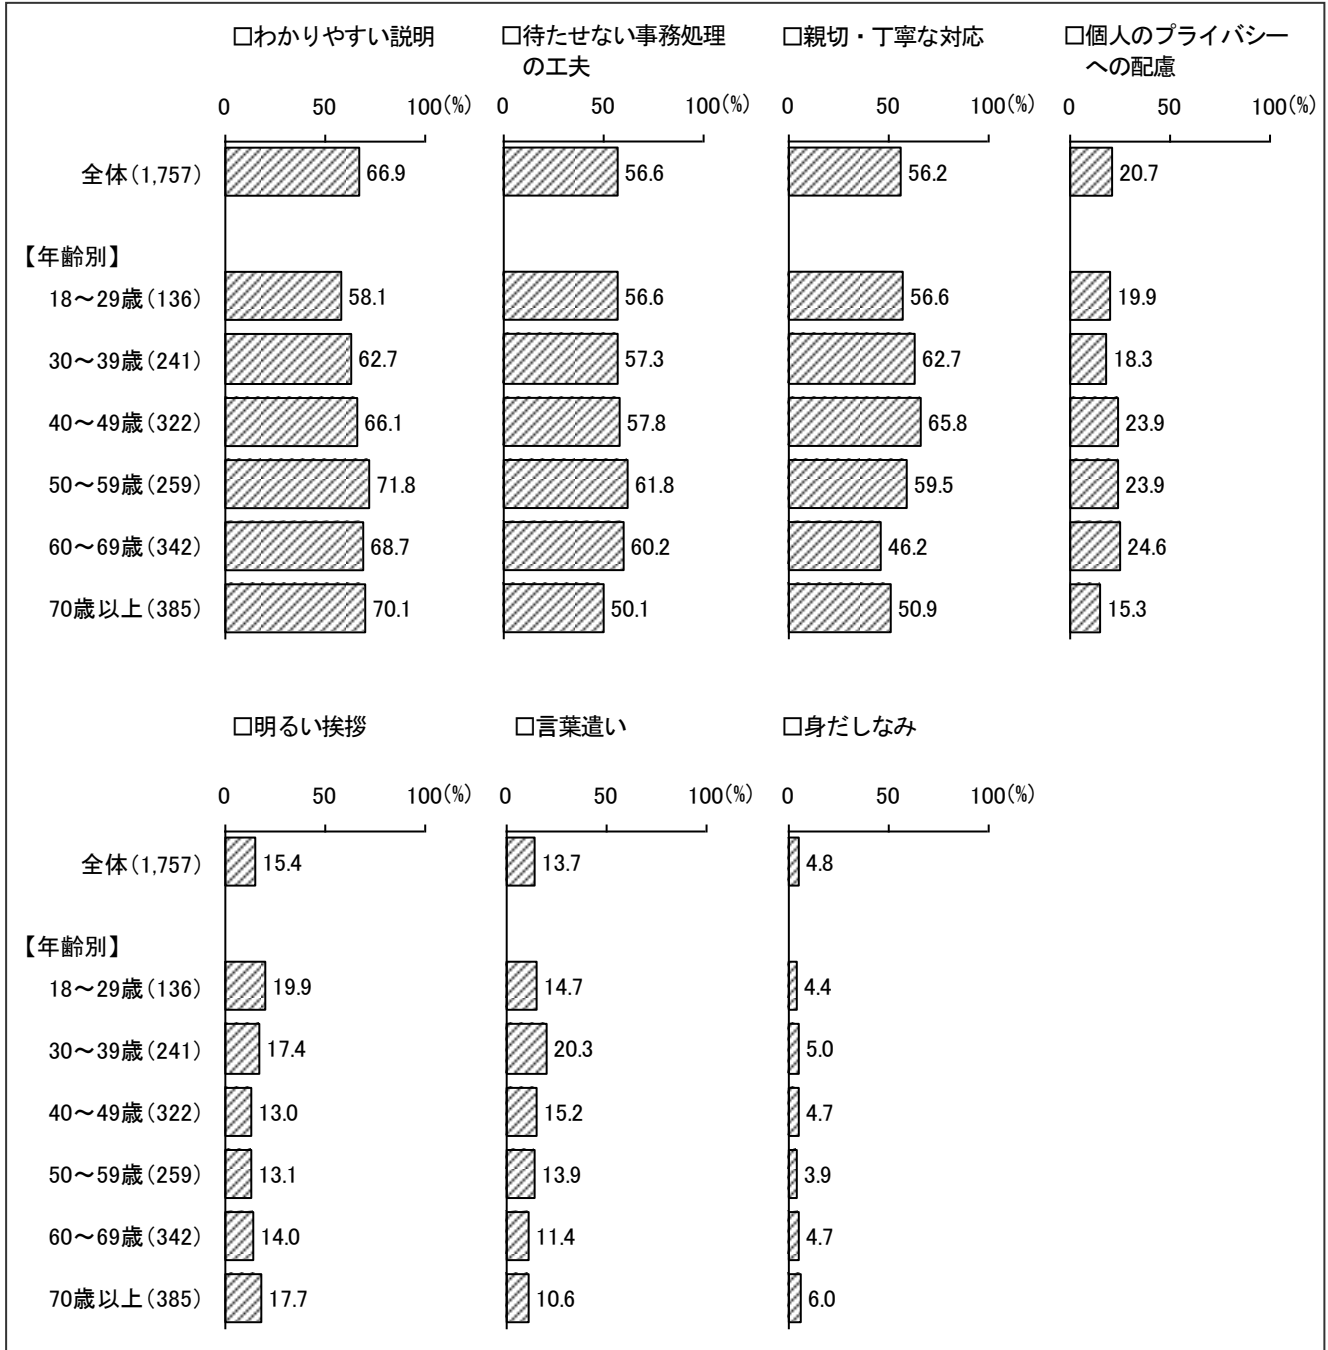 □わかりやすい説明 □待たせない事務処理 □親切・丁寧な対応 □個人のプライバシー
の工夫 への配慮
0 50 100(%) 0 50 100(%) 0 50 100(%) 0 50 100(%)
全体(1,757) 66.9 56.6 56.2 20.7
【年齢別】
18～29歳(136) 58.1 56.6 56.6 19.9
30～39歳(241) 62.7 57.3 62.7 18.3
40～49歳(322) 66.1 57.8 65.8 23.9
50～59歳(259) 71.8 61.8 59.5 23.9
60～69歳(342) 68.7 60.2 46.2 24.6
70歳以上(385) 70.1 50.1 50.9 15.3
□明るい挨拶 □言葉遣い □身だしなみ
0 50 100(%) 0 50 100(%) 0 50 100(%)
全体(1,757) 15.4 13.7 4.8
【年齢別】
18～29歳(136) 19.9 14.7 4.4
30～39歳(241) 17.4 20.3 5.0
40～49歳(322) 13.0 15.2 4.7
50～59歳(259) 13.1 13.9 3.9
60～69歳(342) 14.0 11.4 4.7
70歳以上(385) 17.7 10.6 6.0